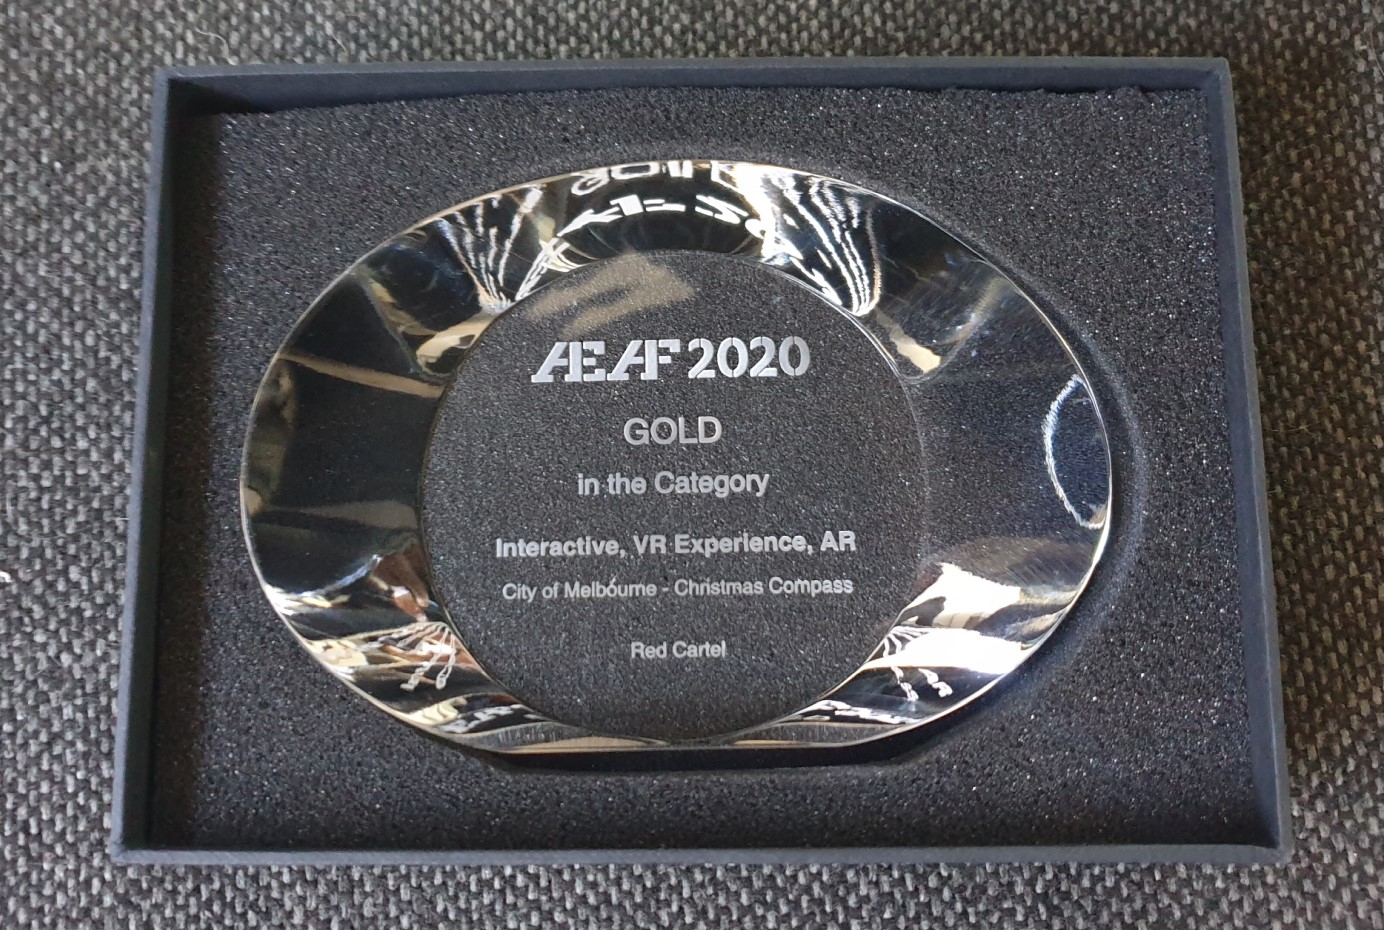 AEAF 2020
GOLD
in the Category
Interactive, VR Experience, AR
City of Melbourne - Christmas Compass
Red Cartel